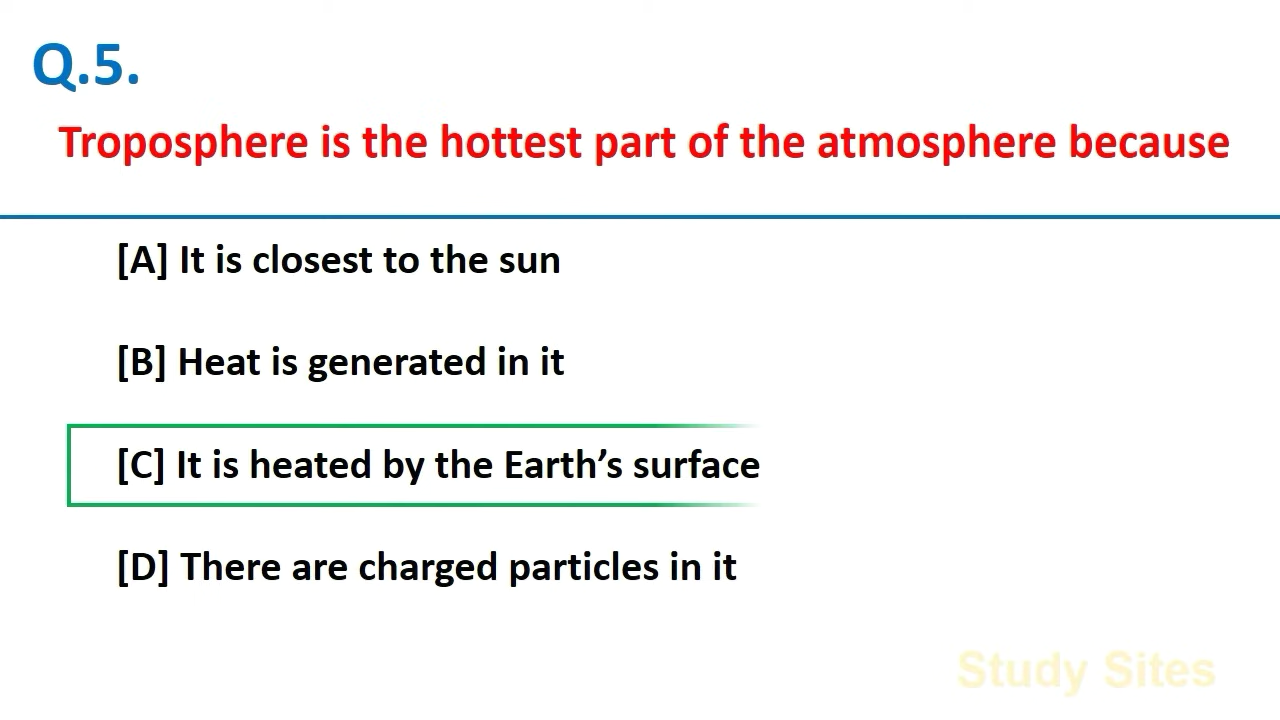 Q.5.
Troposphere is the hottest part of the atmosphere because
[A] It is closest to the sun
[B] Heat is generated in it
[C] It is heated by the Earth’s surface
[D] There are charged particles in it
Study Sites